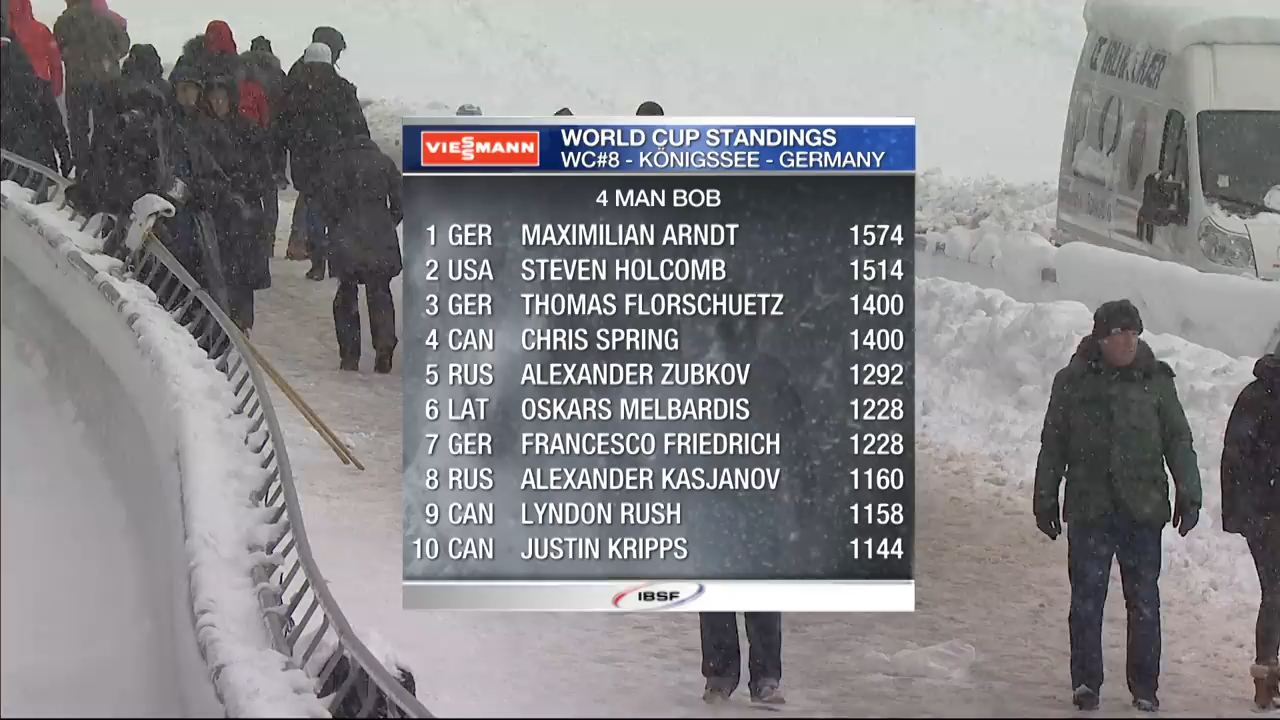 VIESSMANN
WORLD CUP STANDINGS
WC#8 - KÖNIGSSEE - GERMANY
4 MAN BOB
1 GER MAXIMILIAN ARNDT 1574
2 USA STEVEN HOLCOMB 1514
3 GER THOMAS FLORSCHUETZ 1400
4 CAN CHRIS SPRING 1400
5 RUS ALEXANDER ZUBKOV 1292
6 LAT OSKARS MELBARDIS 1228
7 GER FRANCESCO FRIEDRICH 1228
8 RUS ALEXANDER KASJANOV 1160
9 CAN LYNDON RUSH 1158
10 CAN JUSTIN KRIPPS 1144
IBSF